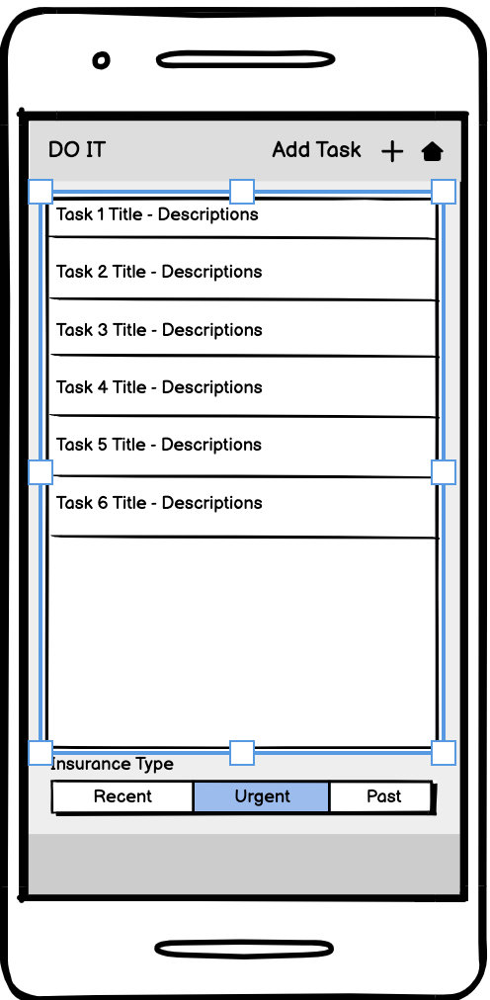 DO IT Add Task
Task 1 Title - Descriptions
Task 2 Title - Descriptions
Task 3 Title - Descriptions
Task 4 Title - Descriptions
Task 5 Title - Descriptions
Task 6 Title - Descriptions
Insurance Type
Recent Urgent Past